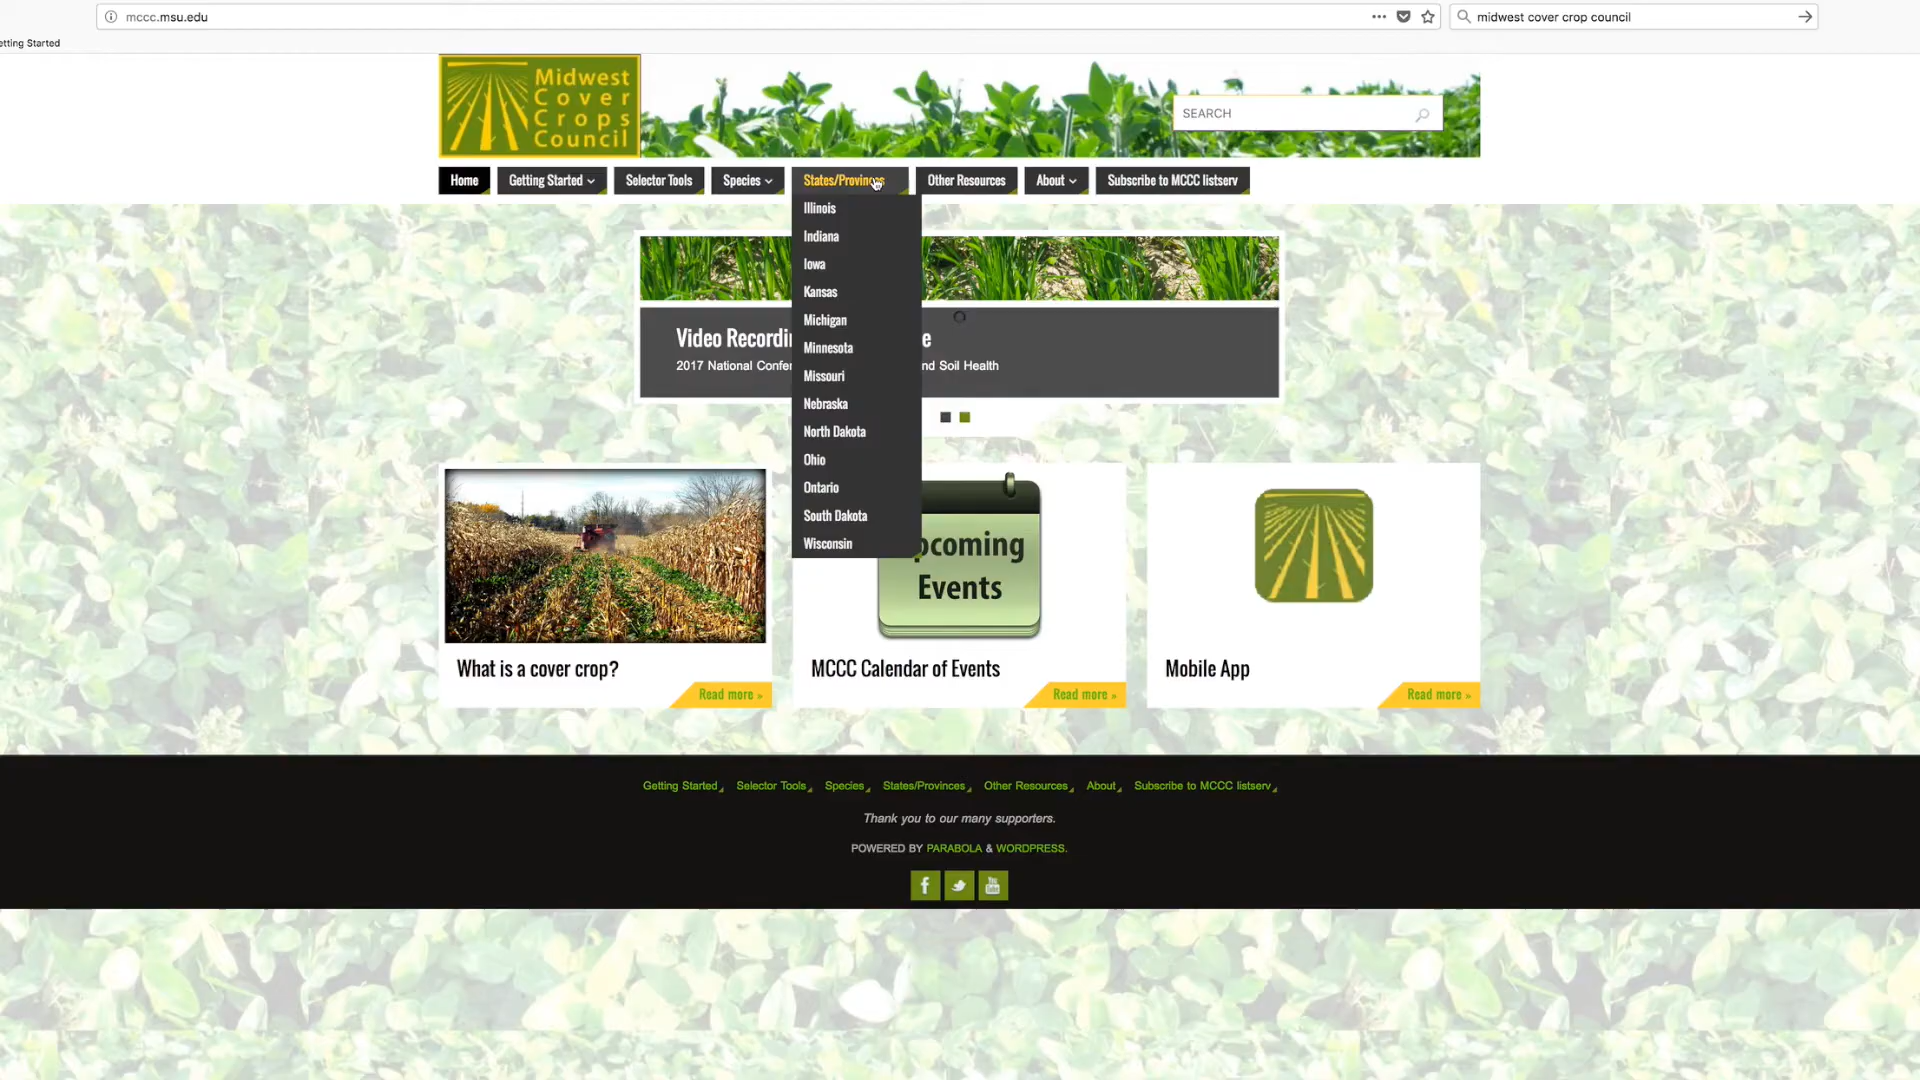 mccc.msu.edu
midwest cover crop council
etting Started
Midwest
Cover
Crops
Council
SEARCH
Home
Getting Started
Selector Tools
Species
States/Provinces
Other Resources
About
Subscribe to MCCC listserv
Illinois
Indiana
Iowa
Kansas
Michigan
Minnesota
Missouri
Nebraska
North Dakota
Ohio
Ontario
South Dakota
Wisconsin
Video Recordin e
2017 National Confe nd Soil Health
pcoming
Events
What is a cover crop?
Read more »
MCCC Calendar of Events
Read more »
Mobile App
Read more »
Getting Started Selector Tools Species States/Provinces Other Resources About Subscribe to MCCC listserv
Thank you to our many supporters.
POWERED BY PARABOLA & WORDPRESS.
f
You
Tube